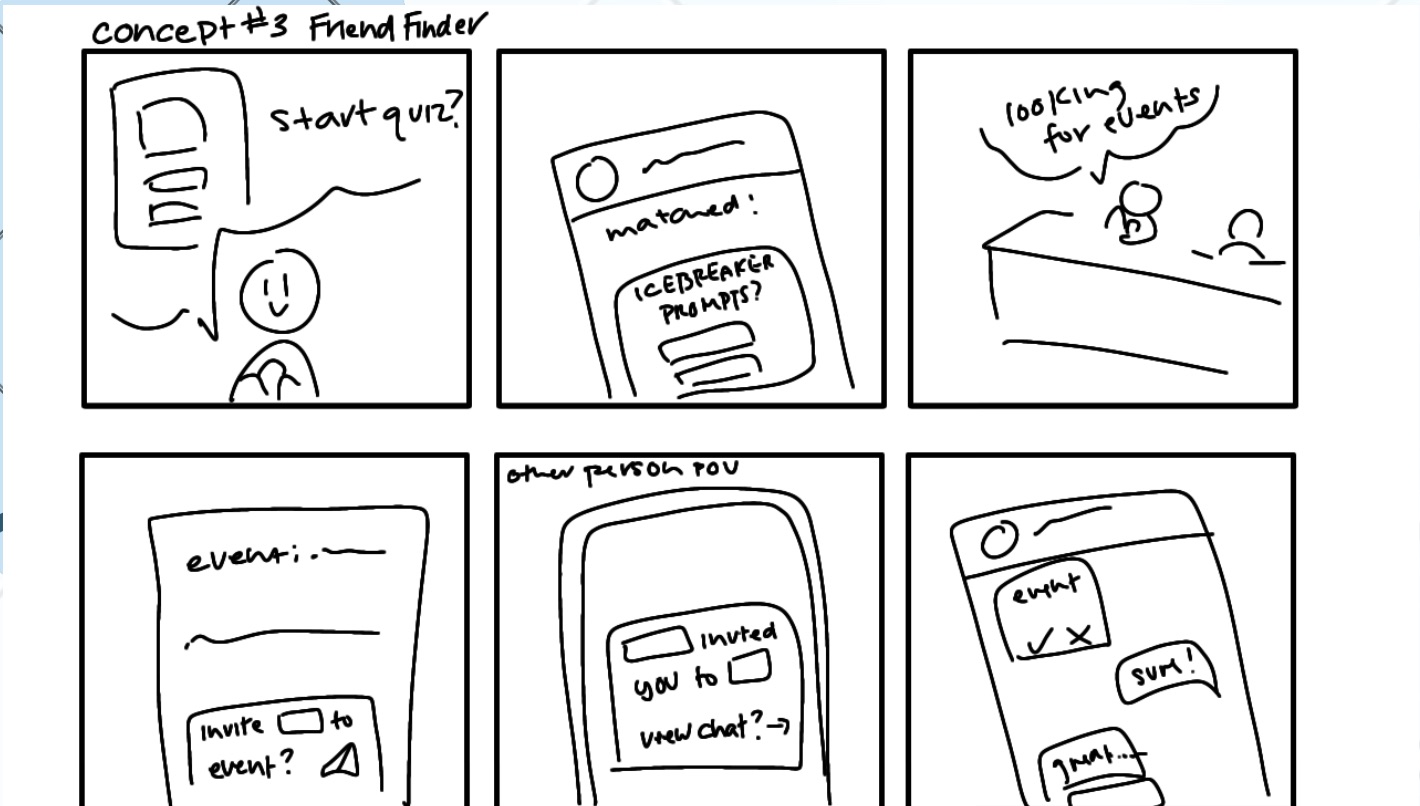 concept #3 Friend Finder
start quiz?
matched!
ICEBREAKER
PROMPTS?
looking
for events
event:
invite to
event?
other person POV
invited
you to
view chat? →
event
✓ X
sure!
great...